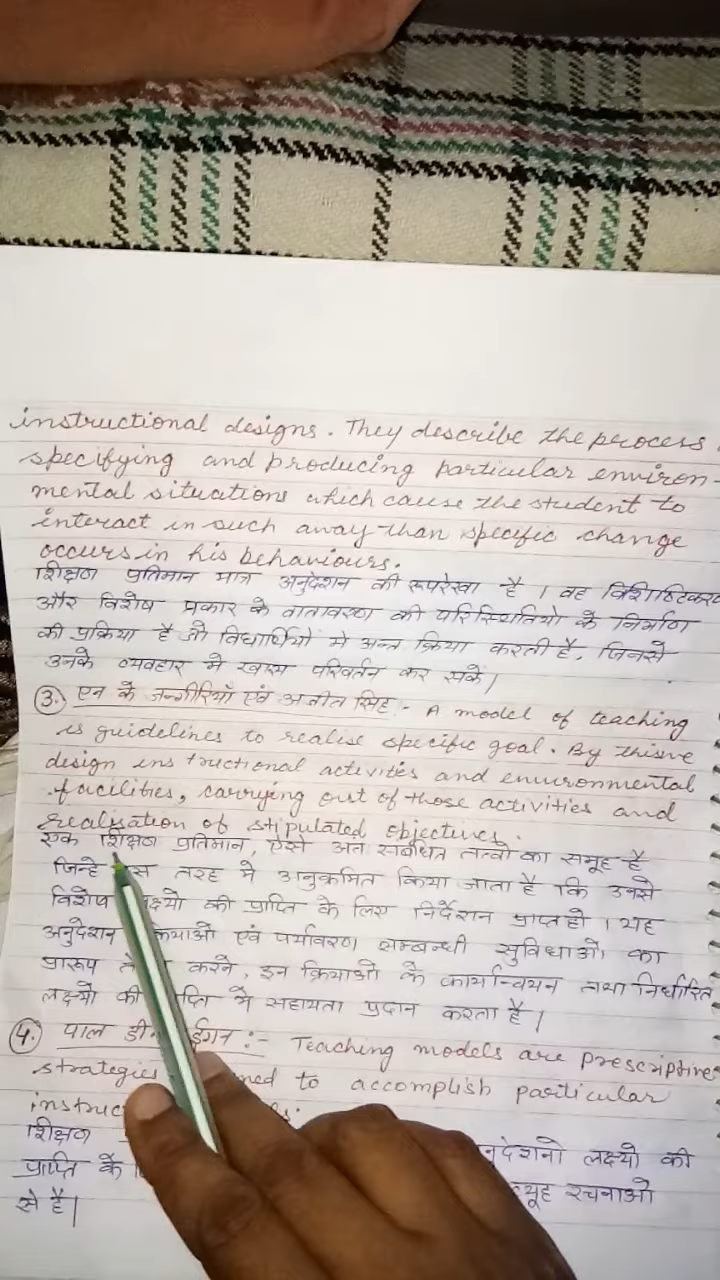 instructional designs. They describe the perocess
specifying and producing particular environ-
mental situations which cause the student to
interact in such away than specific change
occurs in his behaviours.
शिक्षण प्रतिमान मात्र अनुदेशन की रूपरेखा है । वह विशिष्टिकरण
और विशेष प्रकार के वातावरण की परिस्थितियो के निर्माण
की प्रक्रिया है जो विधार्थियो मे अन्त क्रिया करती है, जिनसे
उनके व्यवहार मे खास परिवर्तन कर सकें।
3. एन के जन्गीरियाँ एवं अजीत सिंह :- A model of teaching
is guidelines to realise specific goal. By
design instructional activities and environmental
facilities, carrying out of those activities and
realisation of stipulated objectives.
एक शिक्षण प्रतिमान, ऐसे अंत संबंधित तत्वों का समूह है
जिन्हे तरह मे अनुक्रमित किया जाता है कि उनसे
विशेष की प्राप्ति के लिए निर्देशन प्राप्त हो । यह
अनुदेशन एवं पर्यावरण सम्बन्धी सुविधाओं का
प्रारूप करने, इन क्रियाओ के कार्यान्वयन तथा निर्धारित
लक्ष्यो की मे सहायता प्रदान करता है।
4. पाल डी. :- Teaching models are prescriptive
strategies to accomplish particular
शिक्षण लक्ष्यो की
प्राप्ति के रचनाओ
से है।